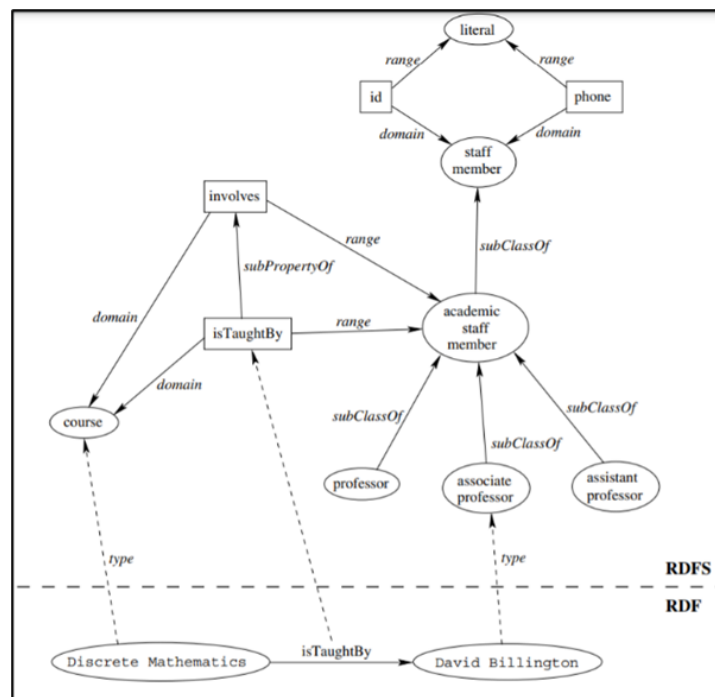 literal
range
range
id
phone
domain
domain
staff
member
involves
range
subClassOf
subPropertyOf
domain
academic
staff
member
isTaughtBy
range
domain
course
subClassOf
subClassOf
subClassOf
professor
associate
professor
assistant
professor
type
type
RDFS
RDF
isTaughtBy
Discrete Mathematics
David Billington